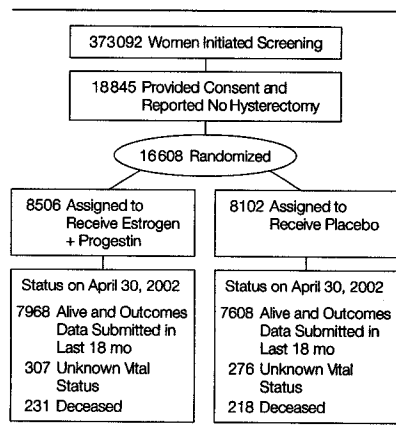 373092 Women Initiated Screening
18845 Provided Consent and
Reported No Hysterectomy
16608 Randomized
8506 Assigned to
Receive Estrogen
+ Progestin
8102 Assigned to
Receive Placebo
Status on April 30, 2002
7968 Alive and Outcomes
Data Submitted in
Last 18 mo
307 Unknown Vital
Status
231 Deceased
Status on April 30, 2002
7608 Alive and Outcomes
Data Submitted in
Last 18 mo
276 Unknown Vital
Status
218 Deceased